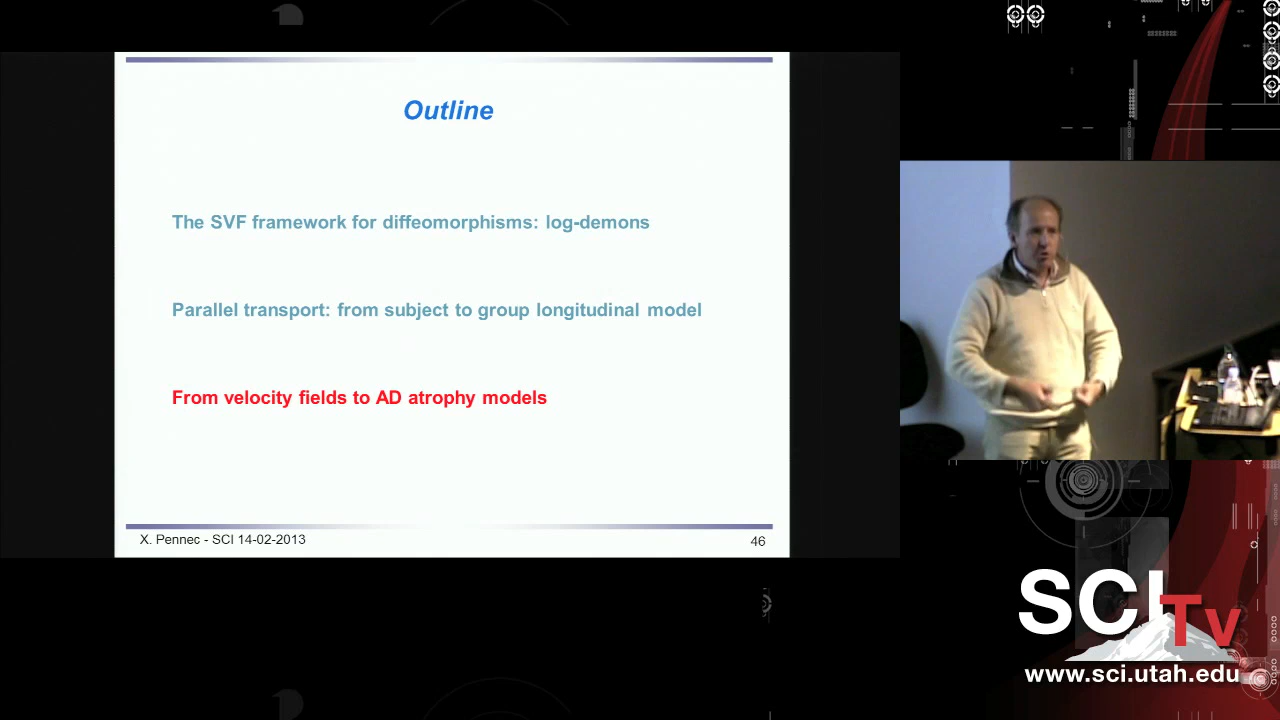 Outline
The SVF framework for diffeomorphisms: log-demons
Parallel transport: from subject to group longitudinal model
From velocity fields to AD atrophy models
X. Pennec - SCI 14-02-2013
46
SCI Tv
www.sci.utah.edu